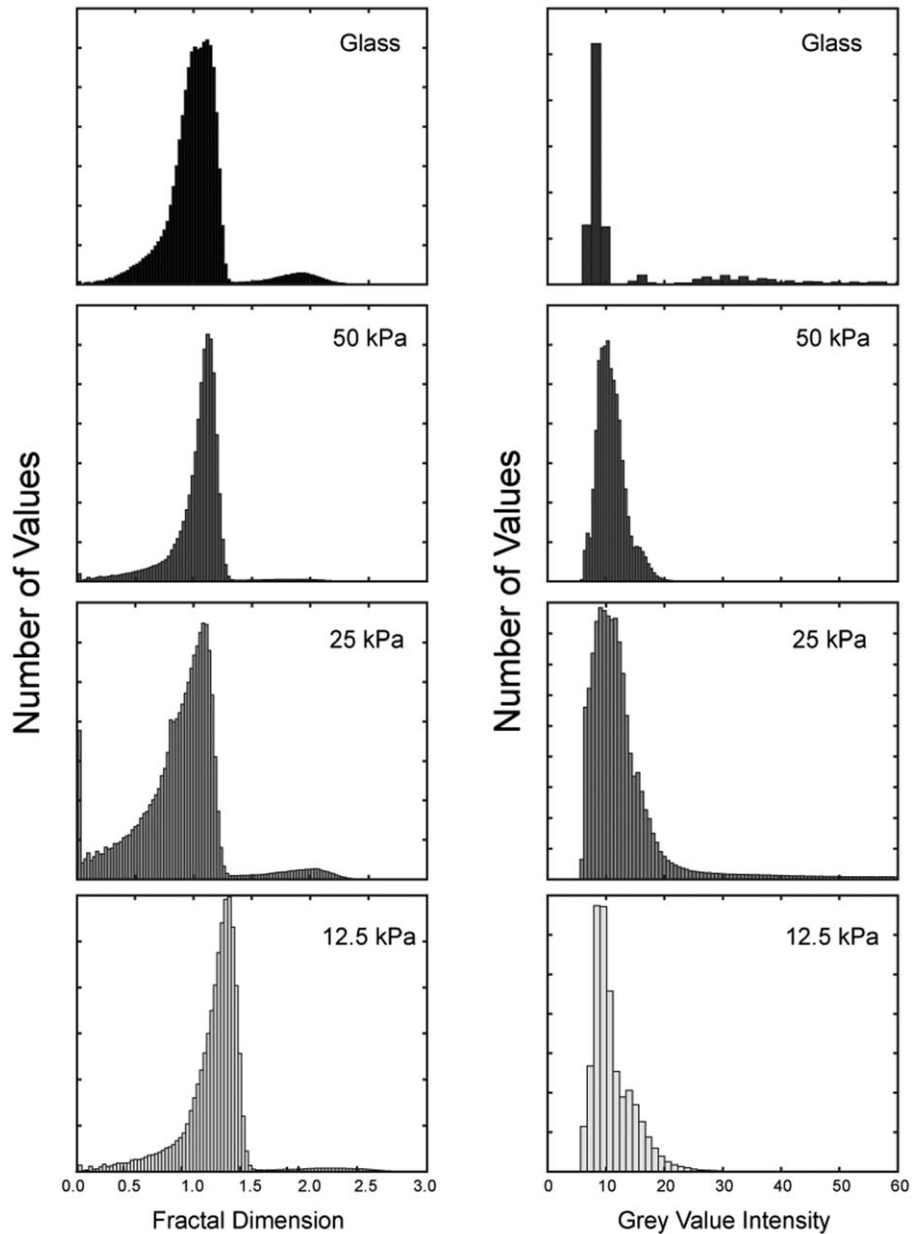 Glass
Glass
50 kPa
50 kPa
Number of Values
Number of Values
25 kPa
25 kPa
12.5 kPa
12.5 kPa
0.0 0.5 1.0 1.5 2.0 2.5 3.0
0 10 20 30 40 50 60
Fractal Dimension
Grey Value Intensity